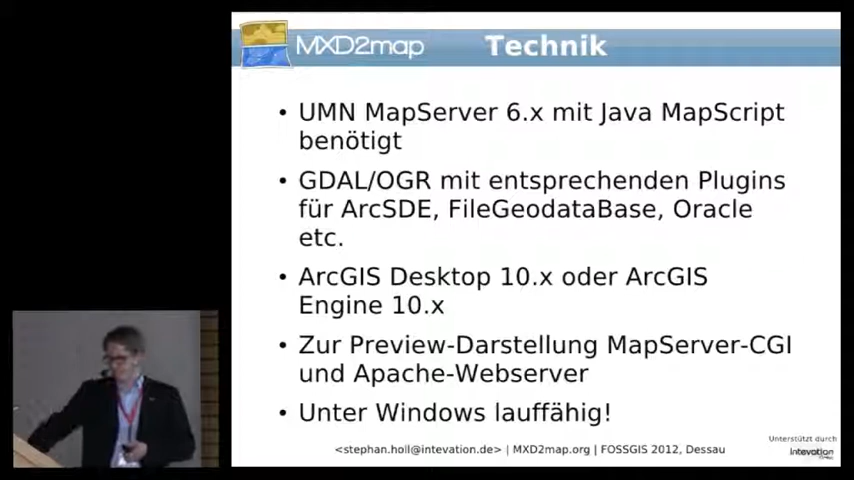 MXD2map
Technik
• UMN MapServer 6.x mit Java MapScript
benötigt
• GDAL/OGR mit entsprechenden Plugins
für ArcSDE, FileGeodataBase, Oracle
etc.
• ArcGIS Desktop 10.x oder ArcGIS
Engine 10.x
• Zur Preview-Darstellung MapServer-CGI
und Apache-Webserver
• Unter Windows lauffähig!
Unterstützt durch
Intevation
<stephan.holl@intevation.de> | MXD2map.org | FOSSGIS 2012, Dessau